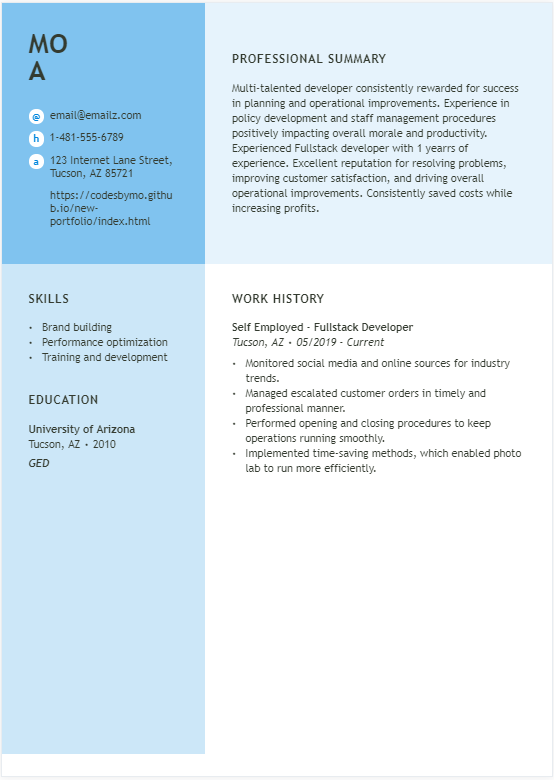 MO
A
@ email@emailz.com
h 1-481-555-6789
a 123 Internet Lane Street,
Tucson, AZ 85721
https://codesbymo.githu
b.io/new-
portfolio/index.html
PROFESSIONAL SUMMARY
Multi-talented developer consistently rewarded for success
in planning and operational improvements. Experience in
policy development and staff management procedures
positively impacting overall morale and productivity.
Experienced Fullstack developer with 1 yeaers of
experience. Excellent reputation for resolving problems,
improving customer satisfaction, and driving overall
operational improvements. Consistently saved costs while
increasing profits.
SKILLS
• Brand building
• Performance optimization
• Training and development
EDUCATION
University of Arizona
Tucson, AZ • 2010
GED
WORK HISTORY
Self Employed - Fullstack Developer
Tucson, AZ • 05/2019 - Current
• Monitored social media and online sources for industry
trends.
• Managed escalated customer orders in timely and
professional manner.
• Performed opening and closing procedures to keep
operations running smoothly.
• Implemented time-saving methods, which enabled photo
lab to run more efficiently.